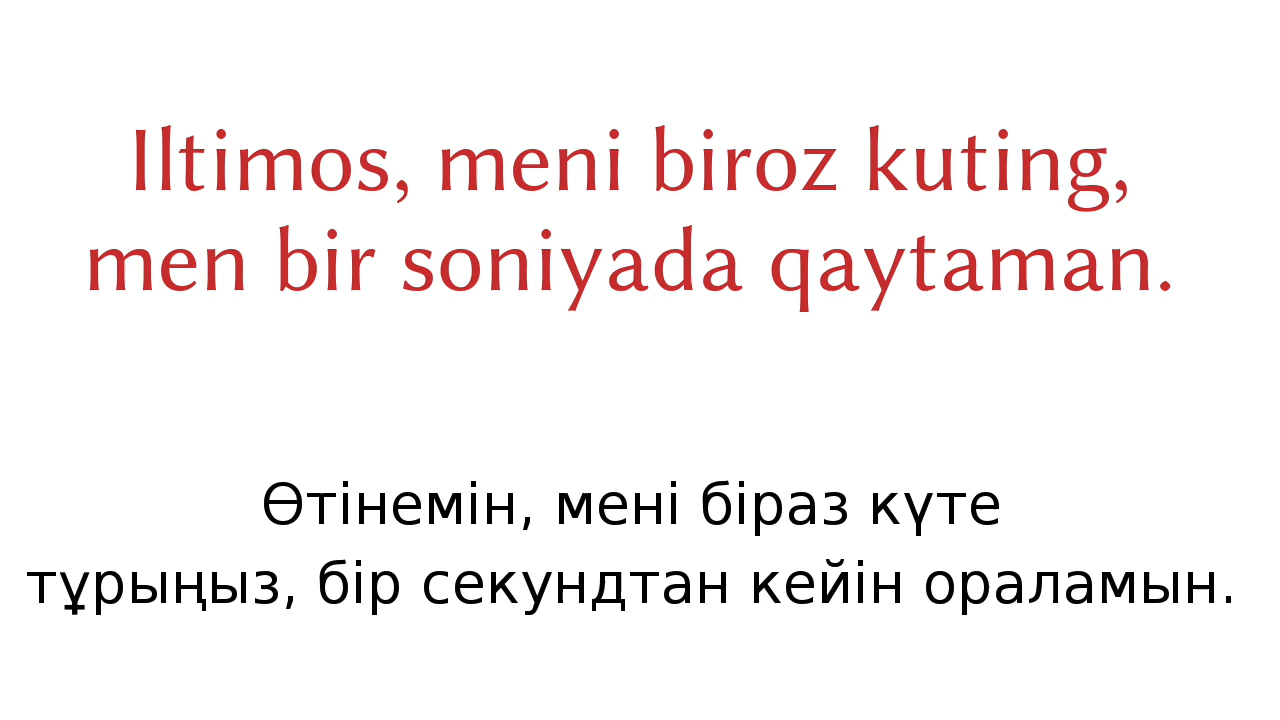 Iltimos, meni biroz kuting,
men bir soniyada qaytaman.
Өтінемін, мені біраз күте
тұрыңыз, бір секундтан кейін ораламын.